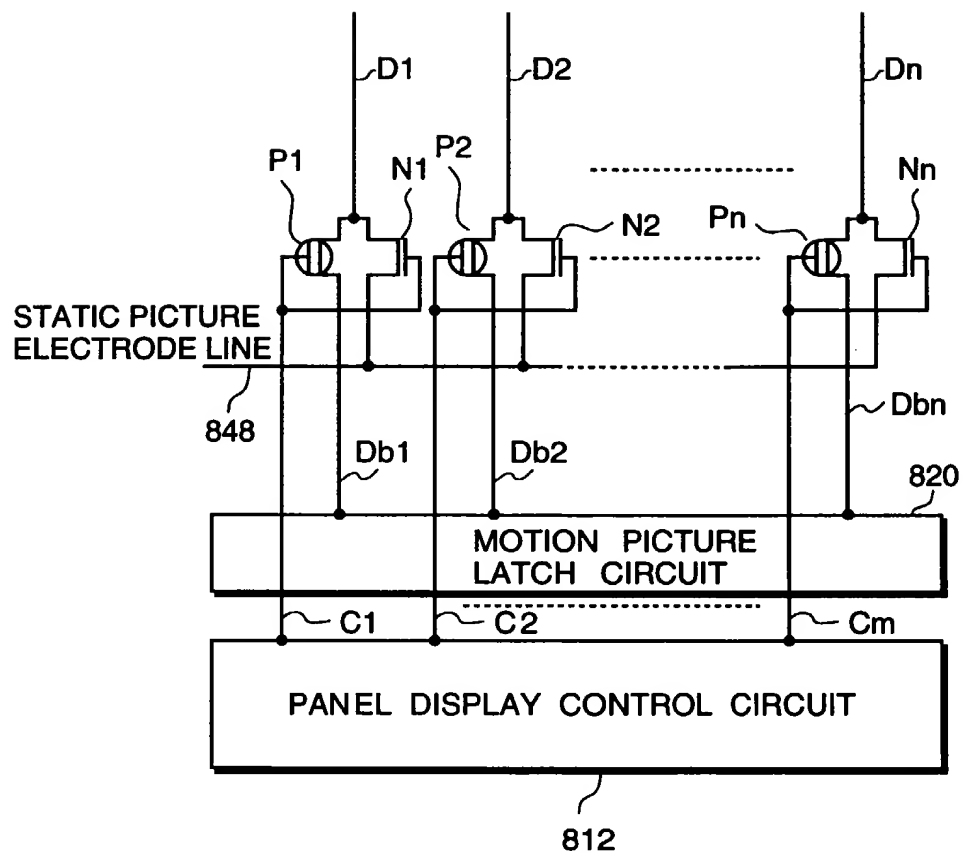 D1 D2 Dn
P1 N1 P2 N2 Pn Nn
STATIC PICTURE
ELECTRODE LINE
848
Db1 Db2 Dbn
820
MOTION PICTURE
LATCH CIRCUIT
C1 C2 Cm
PANEL DISPLAY CONTROL CIRCUIT
812